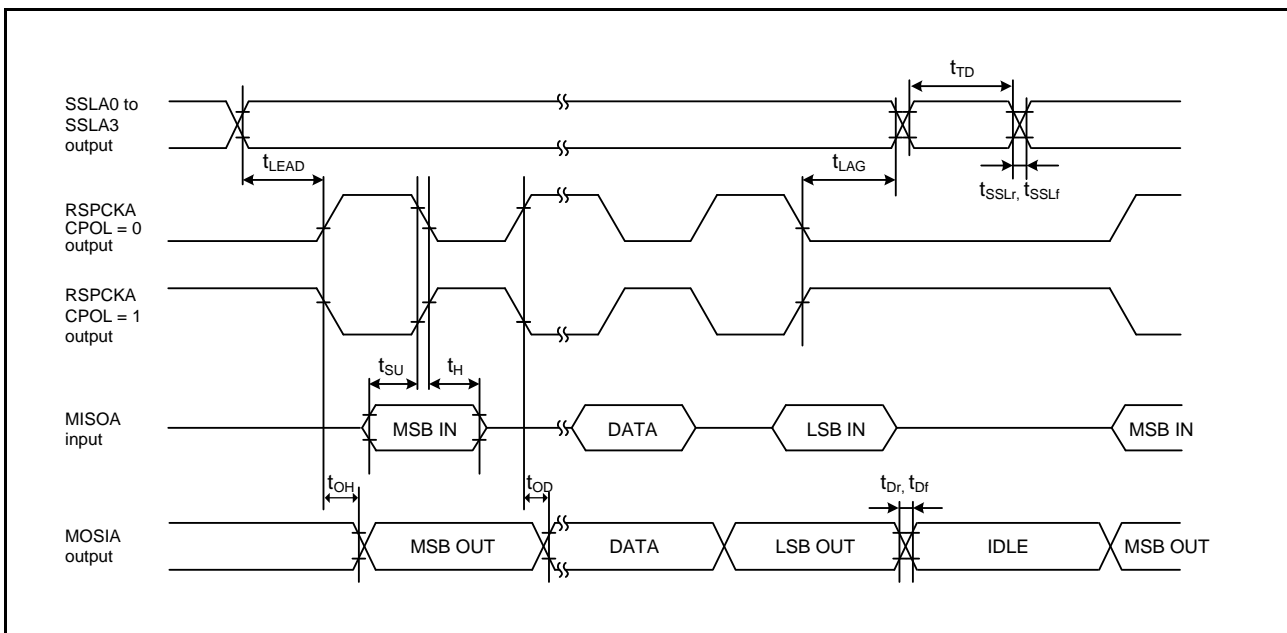 SSLA0 to
SSLA3
output
tTD
tLEAD
tLAG
tSSLr, tSSLf
RSPCKA
CPOL = 0
output
RSPCKA
CPOL = 1
output
tSU
tH
MISOA
input
MSB IN
DATA
LSB IN
MSB IN
tOH
tOD
tDr, tDf
MOSIA
output
MSB OUT
DATA
LSB OUT
IDLE
MSB OUT